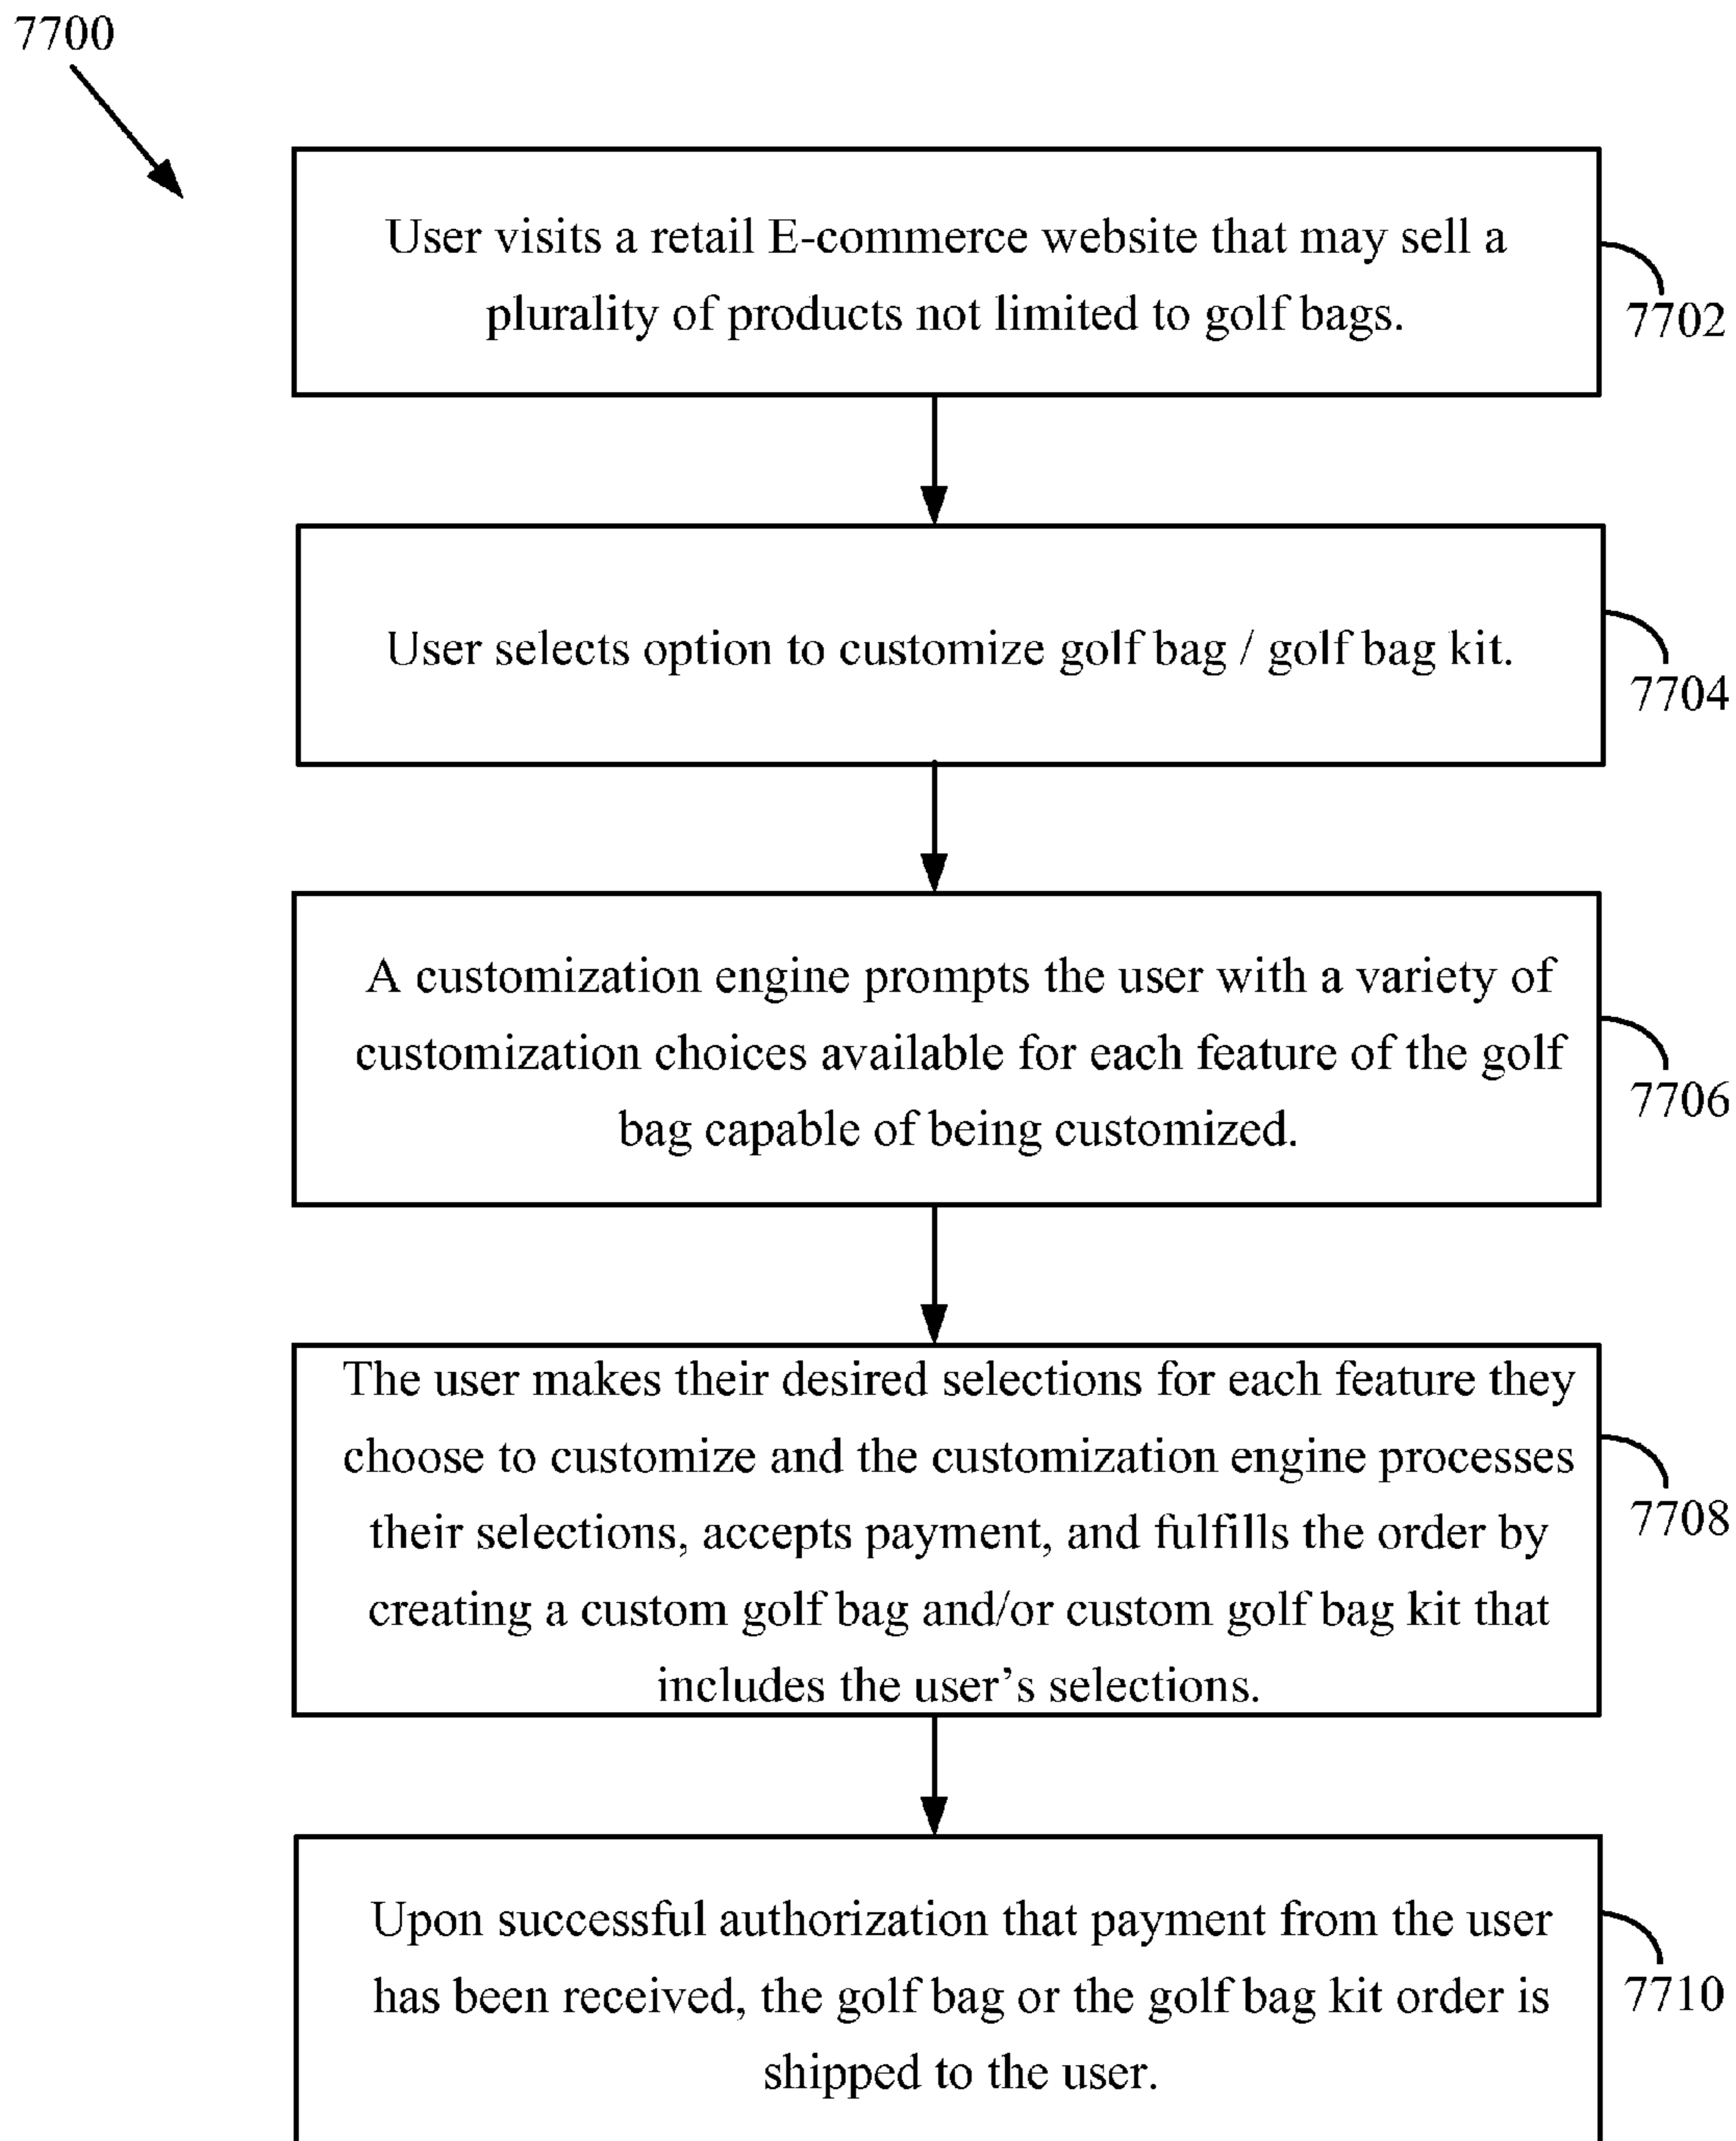 7700
User visits a retail E-commerce website that may sell a
plurality of products not limited to golf bags.
7702
User selects option to customize golf bag / golf bag kit.
7704
A customization engine prompts the user with a variety of
customization choices available for each feature of the golf
bag capable of being customized.
7706
The user makes their desired selections for each feature they
choose to customize and the customization engine processes
their selections, accepts payment, and fulfills the order by
creating a custom golf bag and/or custom golf bag kit that
includes the user’s selections.
7708
Upon successful authorization that payment from the user
has been received, the golf bag or the golf bag kit order is
shipped to the user.
7710